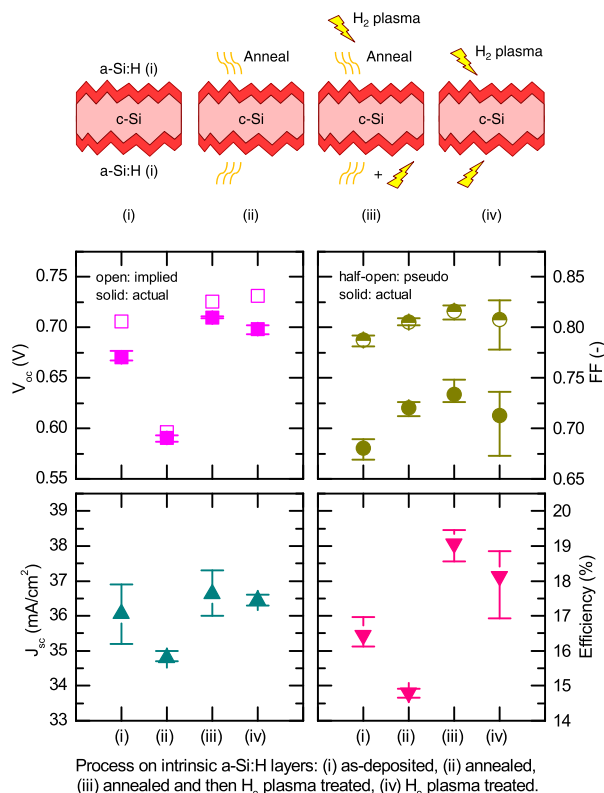 H2 plasma
H2 plasma
a-Si:H (i)
Anneal
Anneal
c-Si
c-Si
c-Si
c-Si
a-Si:H (i)
+
(i)
(ii)
(iii)
(iv)
0.75
0.70
0.65
0.60
0.55
Voc (V)
open: implied
solid: actual
half-open: pseudo
solid: actual
0.85
0.80
0.75
0.70
0.65
FF (-)
39
38
37
36
35
34
33
Jsc (mA/cm2)
21
20
19
18
17
16
15
14
Efficiency (%)
(i) (ii) (iii) (iv)
(i) (ii) (iii) (iv)
Process on intrinsic a-Si:H layers: (i) as-deposited, (ii) annealed,
(iii) annealed and then H2 plasma treated, (iv) H2 plasma treated.